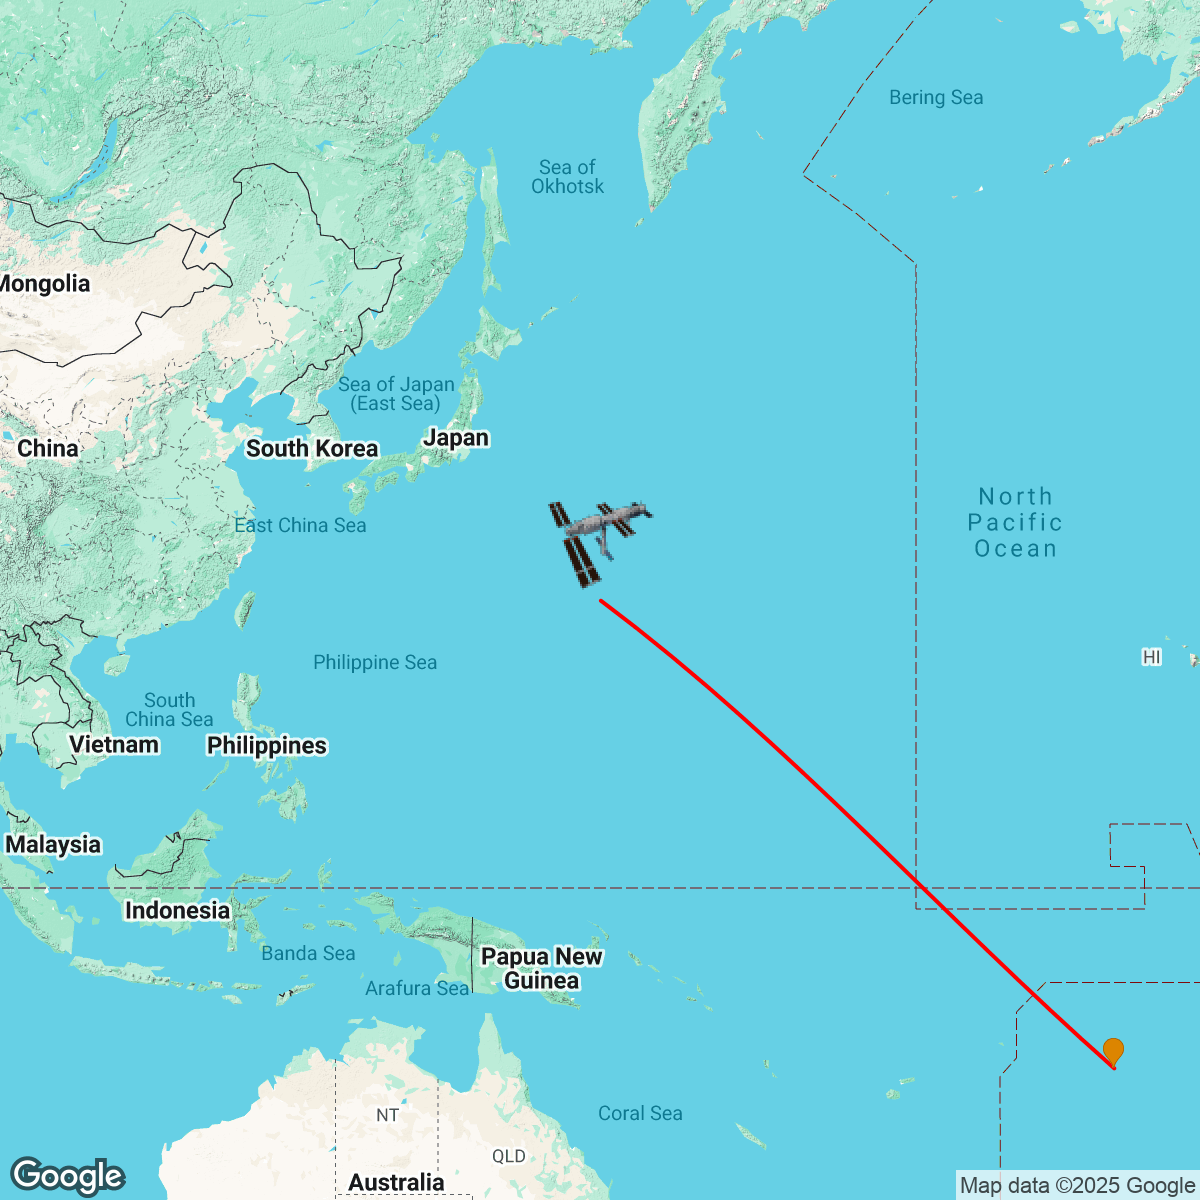 Bering Sea
Sea of
Okhotsk
Mongolia
Sea of Japan
(East Sea)
Japan
South Korea
China
North
Pacific
Ocean
East China Sea
HI
Philippine Sea
South
China Sea
Vietnam
Philippines
Malaysia
Indonesia
Banda Sea
Papua New
Guinea
Arafura Sea
NT
Coral Sea
QLD
Australia
Google
Map data ©2025 Google